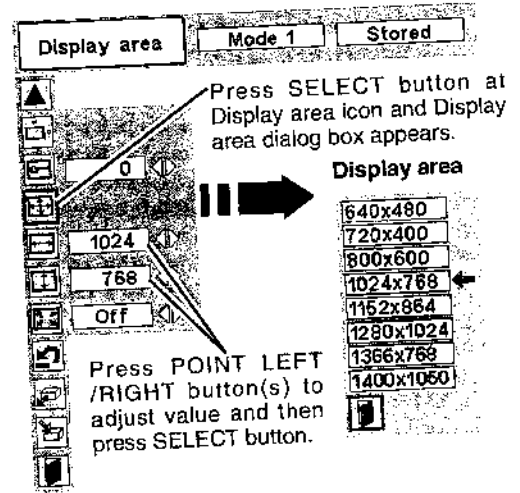 Display area
Mode 1
Stored
Press SELECT button at
Display area icon and Display
area dialog box appears.
0
Display area
640x480
720x400
800x600
1024
1024x768
768
1152x864
Off
1280x1024
1366x768
1400x1050
Press POINT LEFT
/RIGHT button(s) to
adjust value and then
press SELECT button.